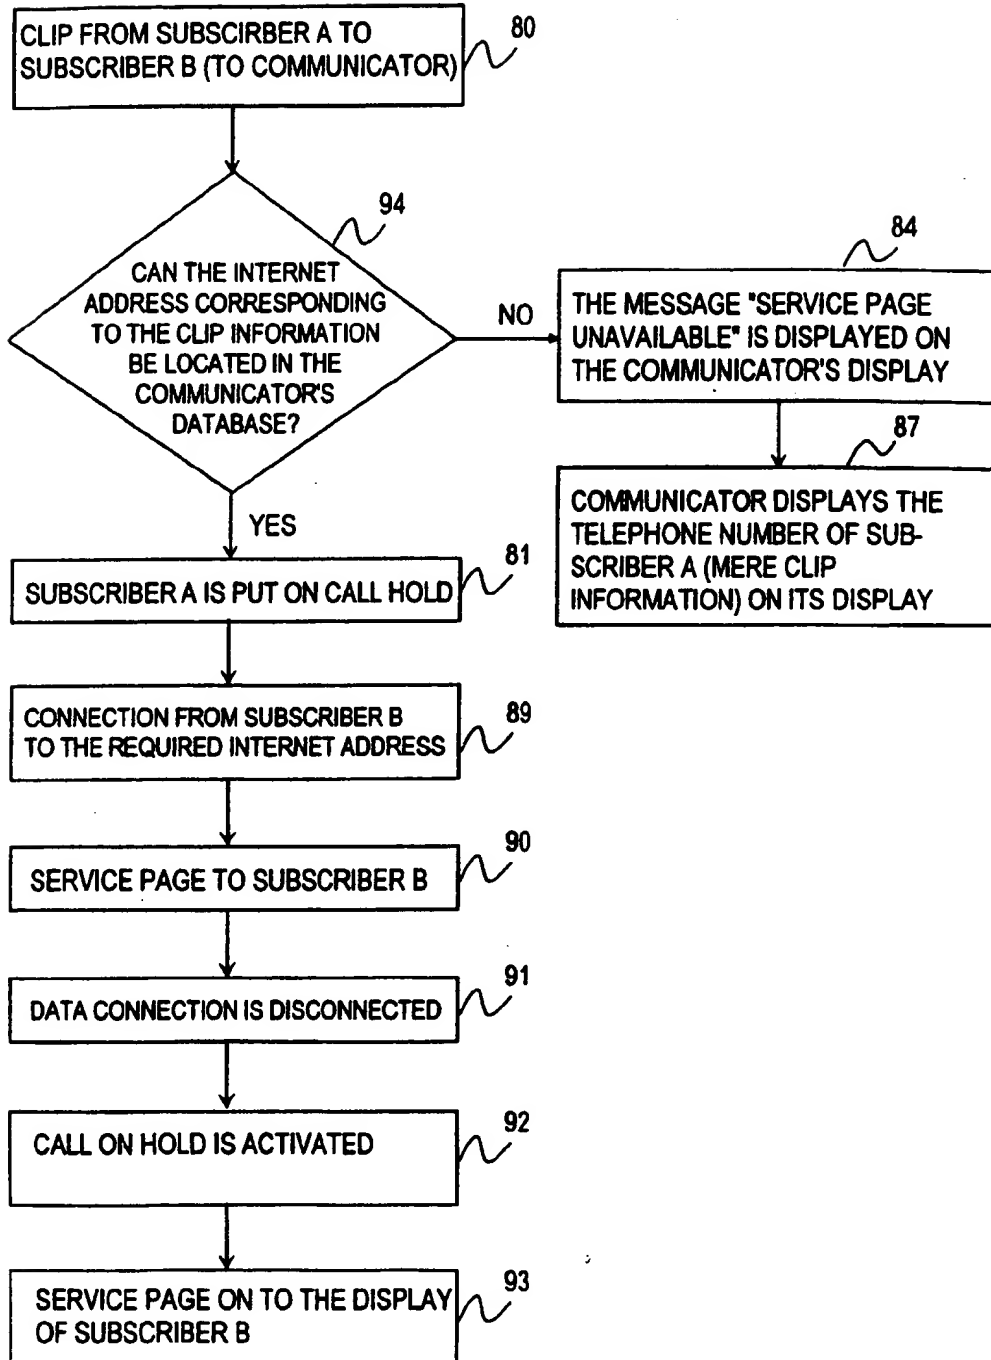 CLIP FROM SUBSCIRBER A TO
SUBSCRIBER B (TO COMMUNICATOR)
80
94
CAN THE INTERNET
ADDRESS CORRESPONDING
TO THE CLIP INFORMATION
BE LOCATED IN THE
COMMUNICATOR'S
DATABASE?
NO
84
THE MESSAGE "SERVICE PAGE
UNAVAILABLE" IS DISPLAYED ON
THE COMMUNICATOR'S DISPLAY
87
COMMUNICATOR DISPLAYS THE
TELEPHONE NUMBER OF SUB-
SCRIBER A (MERE CLIP
INFORMATION) ON ITS DISPLAY
YES
81
SUBSCRIBER A IS PUT ON CALL HOLD
89
CONNECTION FROM SUBSCRIBER B
TO THE REQUIRED INTERNET ADDRESS
90
SERVICE PAGE TO SUBSCRIBER B
91
DATA CONNECTION IS DISCONNECTED
92
CALL ON HOLD IS ACTIVATED
93
SERVICE PAGE ON TO THE DISPLAY
OF SUBSCRIBER B